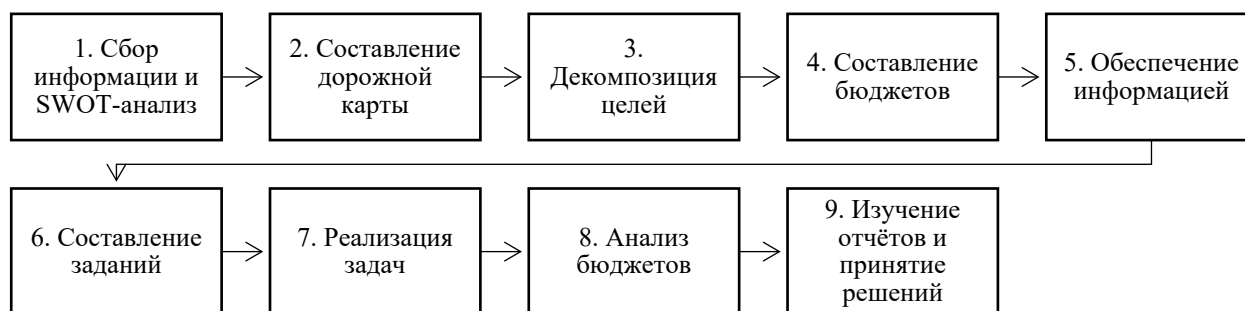 1. Сбор
информации и
SWOT-анализ
2. Составление
дорожной
карты
3.
Декомпозиция
целей
4. Составление
бюджетов
5. Обеспечение
информацией
6. Составление
заданий
7. Реализация
задач
8. Анализ
бюджетов
9. Изучение
отчётов и
принятие
решений